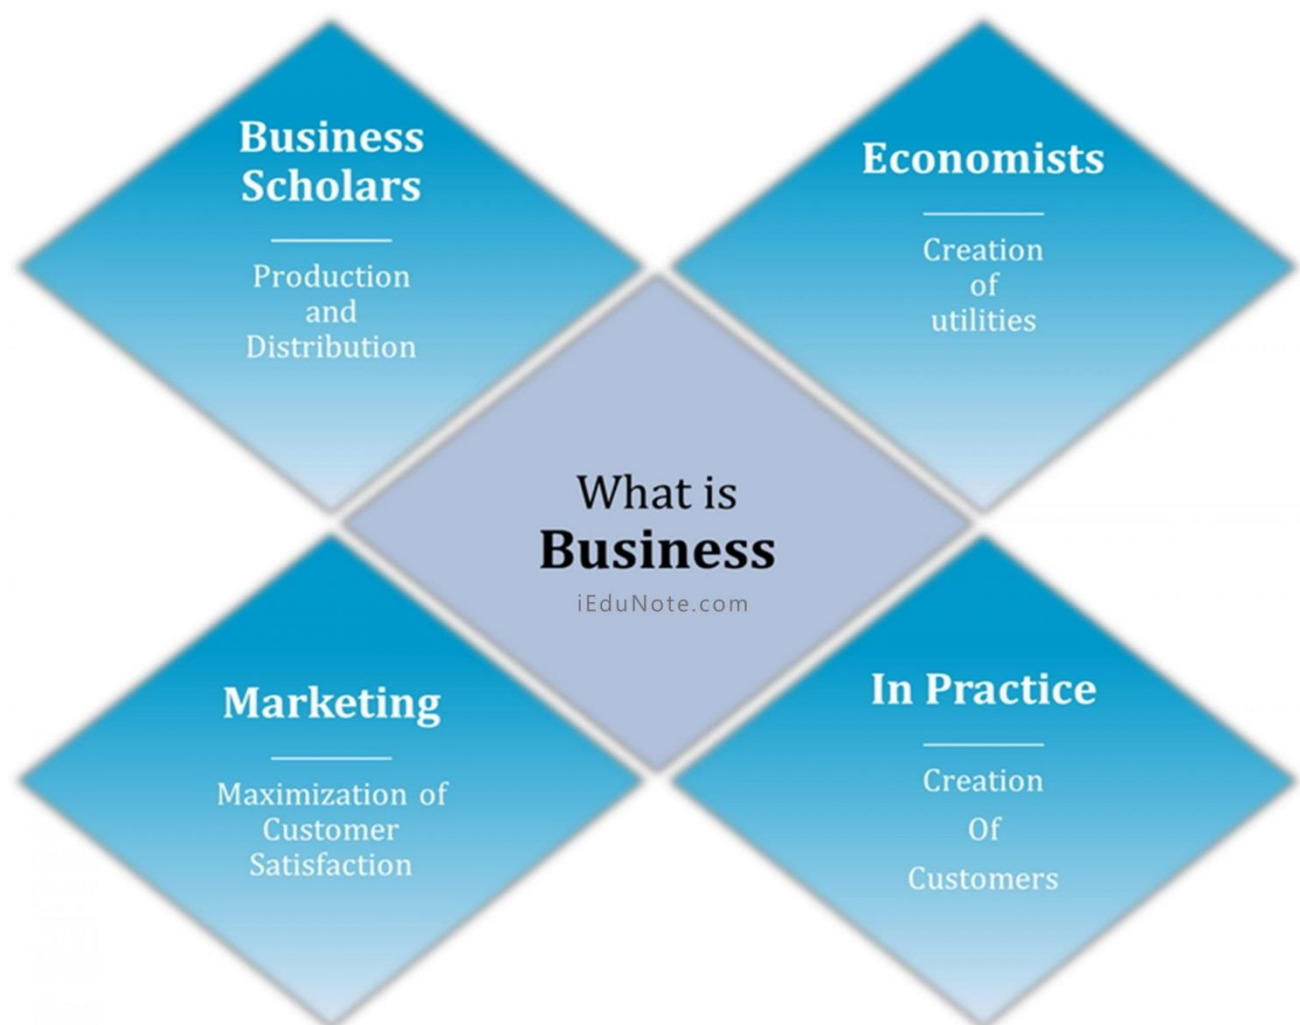 Business
Scholars
Production
and
Distribution
Economists
Creation
of
utilities
What is
Business
iEduNote.com
Marketing
Maximization of
Customer
Satisfaction
In Practice
Creation
Of
Customers